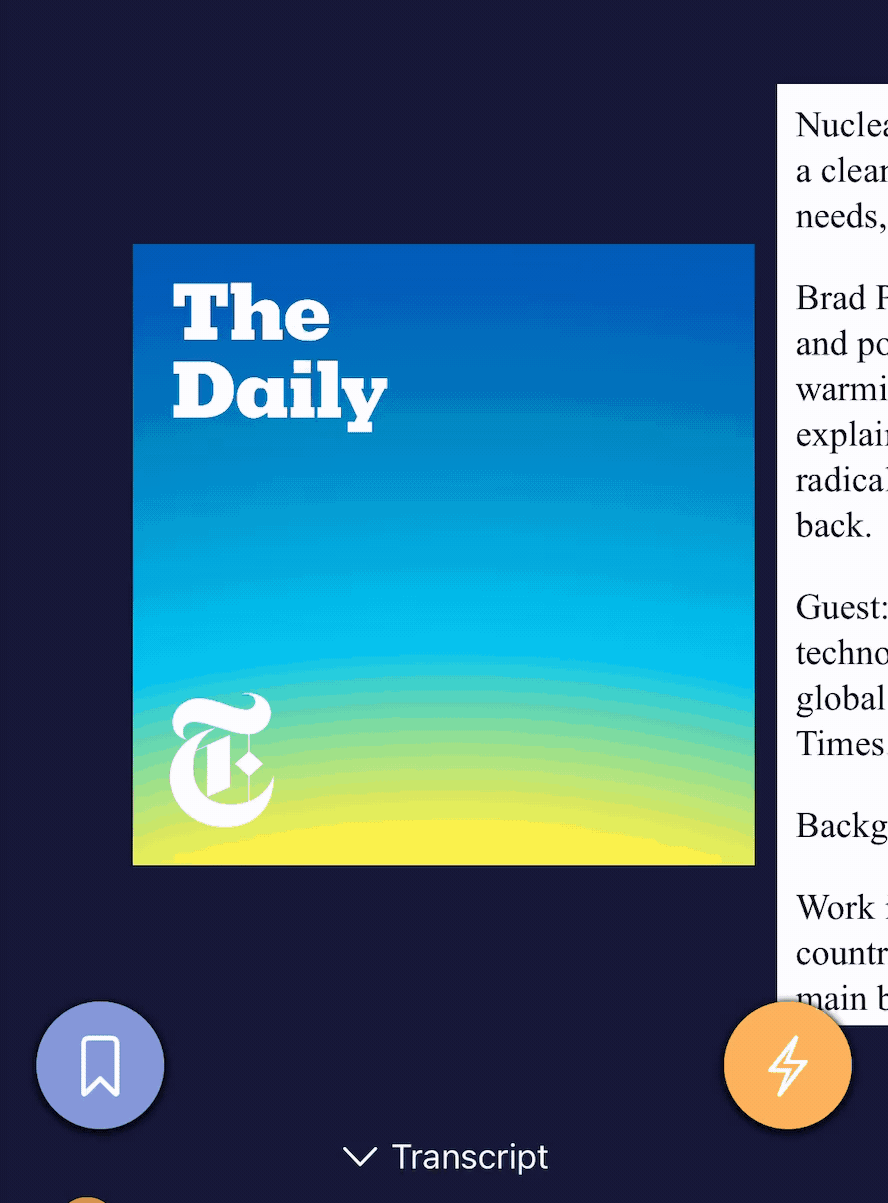 The
Daily
T
Nuclea
a clean
needs,
Brad P
and po
warmi
explain
radical
back.
Guest:
techno
global
Times.
Backg
Work i
countr
main b
Transcript